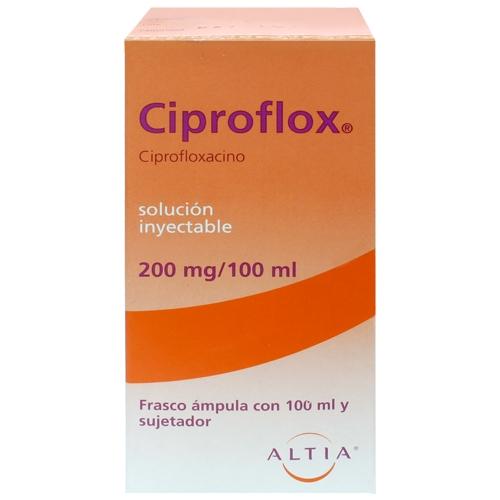 Ciproflox®
Ciprofloxacino
solución
inyectable
200 mg/100 ml
Frasco ámpula con 100 ml y
sujetador
ALTIA®